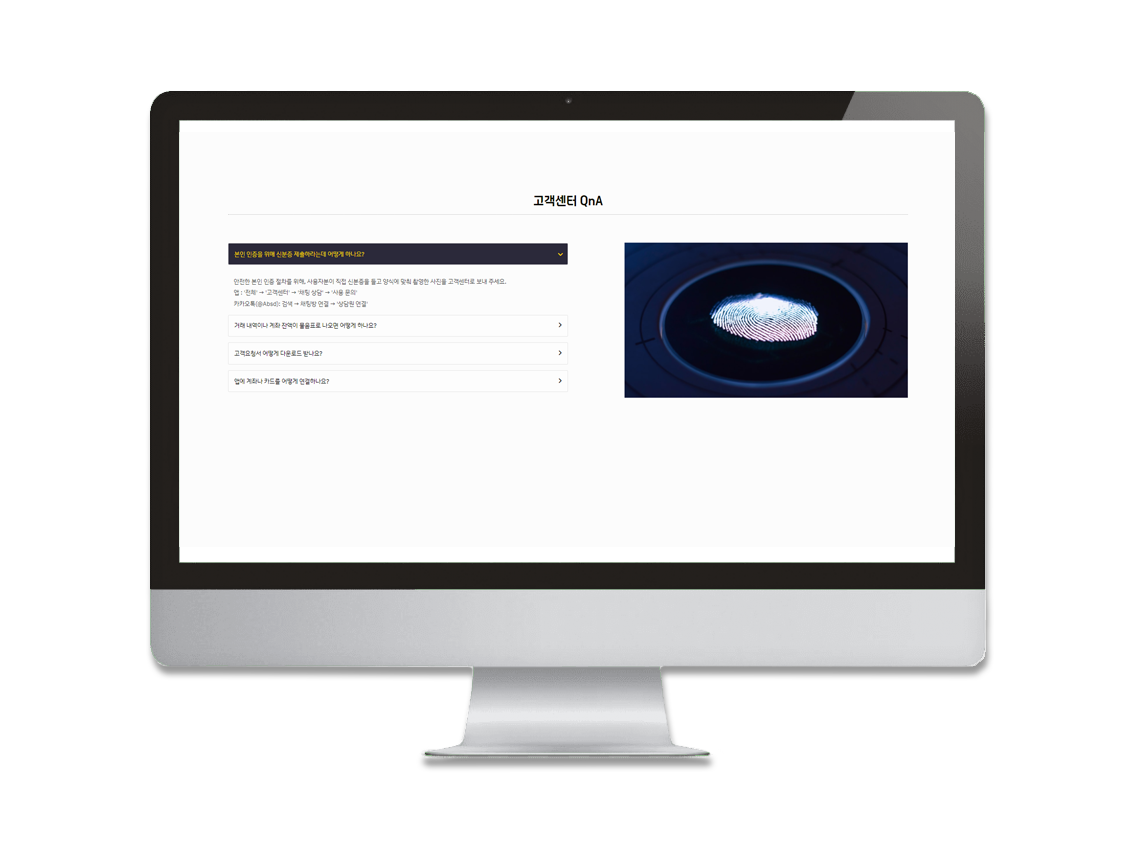 고객센터 QnA
본인 인증을 위해 신분증 제출하라는데 어떻게 하나요?
안전한 본인 인증 절차를 위해, 사용자분이 직접 신분증을 들고 양식에 맞춰 촬영한 사진을 고객센터로 보내 주세요.
앱 : '전체' → '고객센터' → '채팅 상담' → '사용 문의'
카카오톡(@Absd): 검색 → 채팅방 연결 → '상담원 연결'
거래 내역이나 계좌 잔액이 물음표로 나오면 어떻게 하나요?
고객요청서 어떻게 다운로드 받나요?
앱에 계좌나 카드를 어떻게 연결하나요?